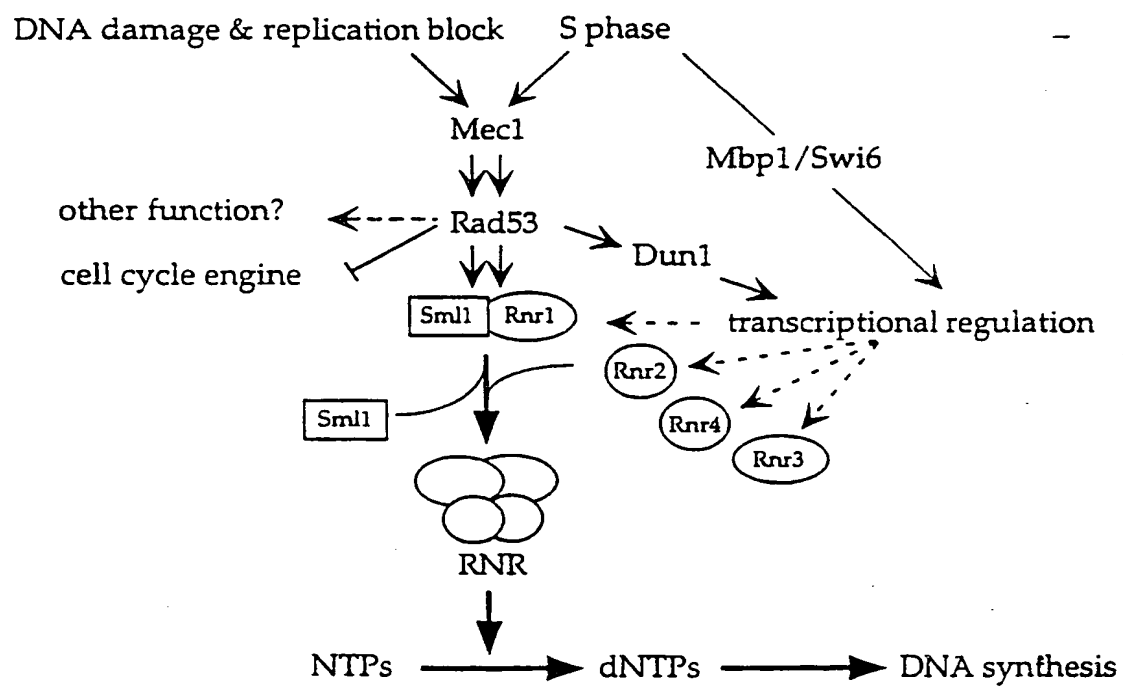 DNA damage & replication block
S phase
Mec1
Mbp1/Swi6
other function?
Rad53
Dun1
cell cycle engine
Sml1
Rnr1
transcriptional regulation
Rnr2
Sml1
Rnr4
Rnr3
RNR
NTPs
dNTPs
DNA synthesis